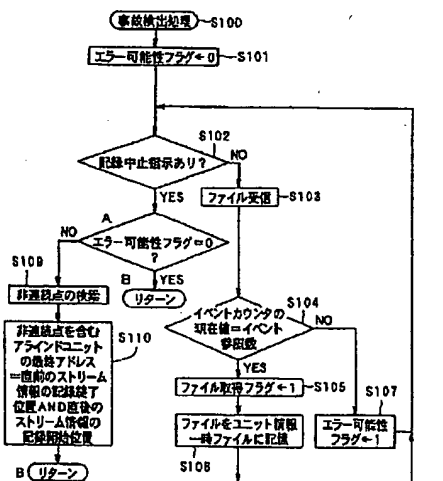 事故検出処理
S100
エラー可能性フラグ←0
S101
S102
記録中止指示あり?
NO
YES
ファイル受信
S103
A
エラー可能性フラグ=0
?
NO
YES
B
リターン
S109
非連続点の検索
S104
イベントカウンタの
現在値=イベント
参照数
NO
YES
非連続点を含む
アラインドユニット
の最終アドレス
=直前のストリーム
情報の記録終了
位置AND直後の
ストリーム情報の
記録開始位置
S110
ファイル取得フラグ←1
S105
S107
ファイルをユニット情報
一時ファイルに記憶
S106
エラー可能性
フラグ←1
B
リターン